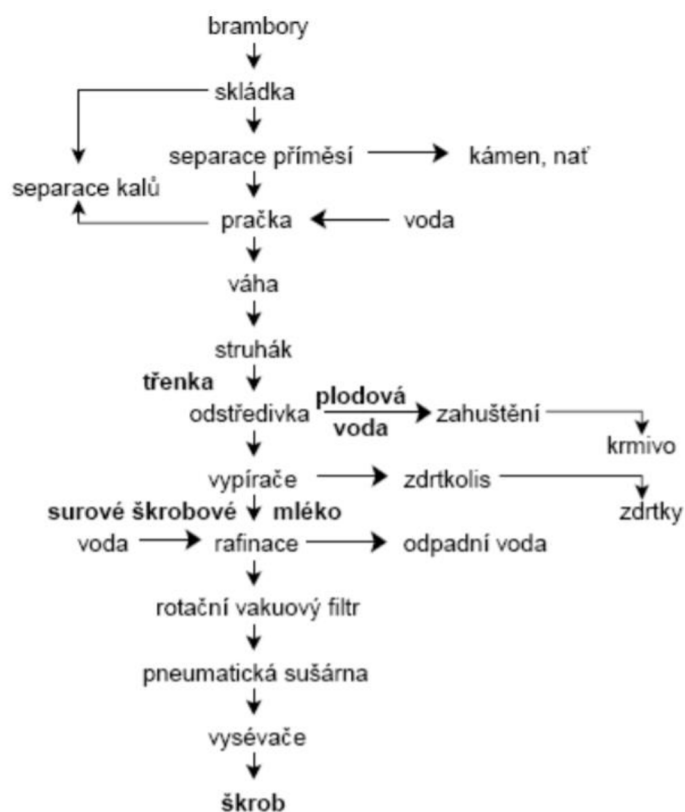 brambory
skládka
separace příměsí kámen, nať
separace kalů
pračka voda
váha
struhák
třenka
plodová
odstředivka voda zahuštění
krmivo
vypírače zdrtkolis
surové škrobové mléko zdrtky
voda rafinace odpadní voda
rotační vakuový filtr
pneumatická sušárna
vysévače
škrob